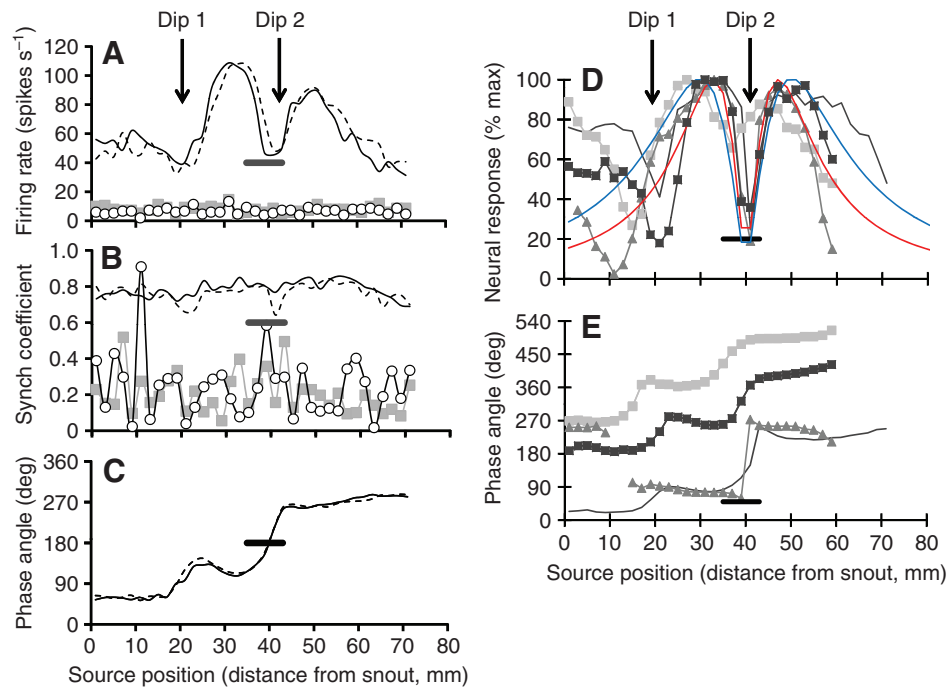 Dip 1 Dip 2
A
Firing rate (spikes s⁻¹)
120
100
80
60
40
20
0
B
Synch coefficient
1.0
0.8
0.6
0.4
0.2
0
C
Phase angle (deg)
360
270
180
90
0
0 10 20 30 40 50 60 70 80
Source position (distance from snout, mm)
Dip 1 Dip 2
D
Neural response (% max)
100
80
60
40
20
0
E
Phase angle (deg)
540
450
360
270
180
90
0
0 10 20 30 40 50 60 70 80
Source position (distance from snout, mm)